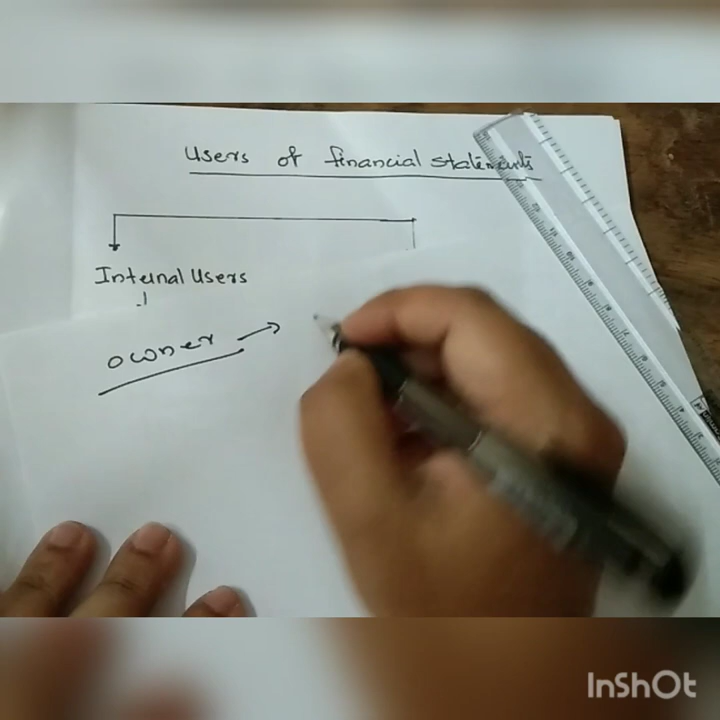 Users of financial statements
Internal Users
owner →
InShOt